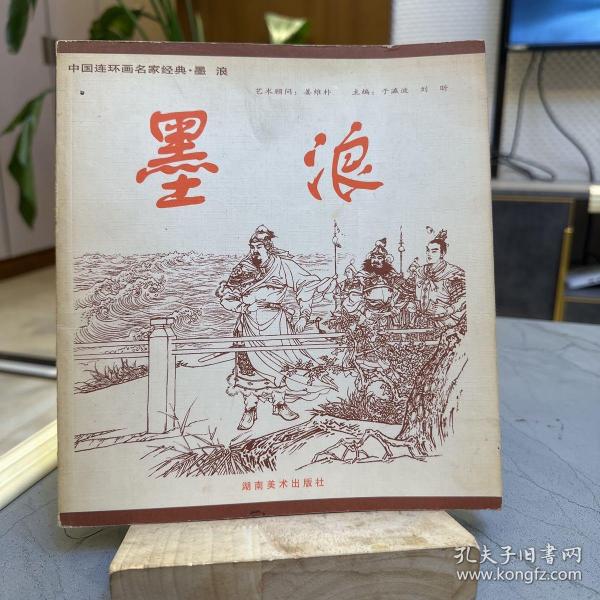 中国连环画名家经典·墨 浪
艺术顾问：姜维朴 主编：于瀛波 刘昕
墨 浪
湖南美术出版社
孔夫子旧书网
www.kongfz.com